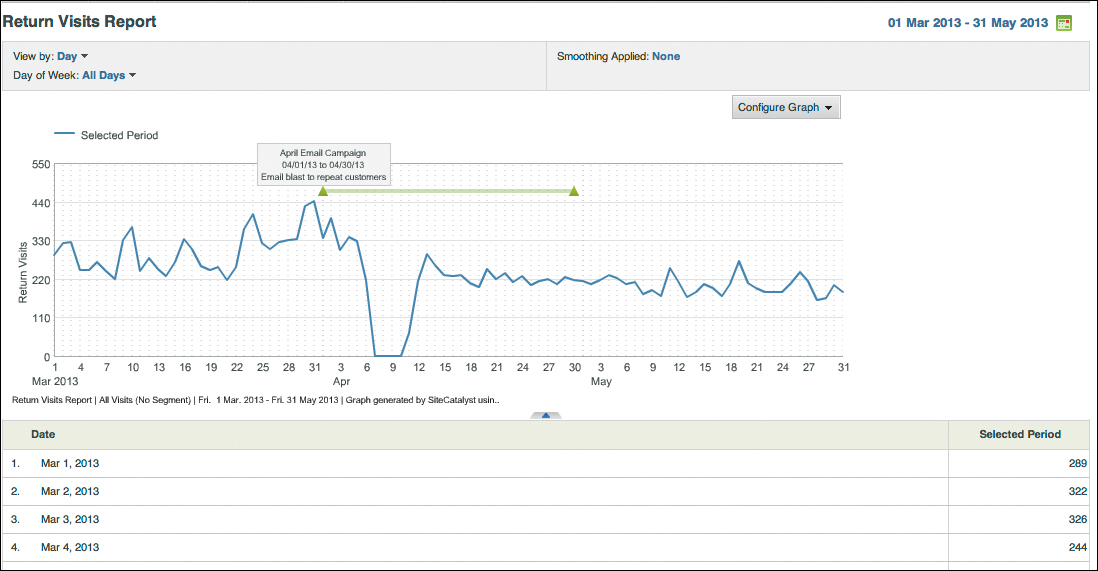 Return Visits Report
01 Mar 2013 - 31 May 2013
View by: Day
Smoothing Applied: None
Day of Week: All Days
Configure Graph
Selected Period
April Email Campaign
04/01/13 to 04/30/13
Email blast to repeat customers
550
440
330
220
110
0
Return Visits
1 4 7 10 13 16 19 22 25 28 31 3 6 9 12 15 18 21 24 27 30 3 6 9 12 15 18 21 24 27 31
Mar 2013 Apr May
Return Visits Report | All Visits (No Segment) | Fri. 1 Mar. 2013 - Fri. 31 May 2013 | Graph generated by SiteCatalyst usin..
Date Selected Period
1. Mar 1, 2013 289
2. Mar 2, 2013 322
3. Mar 3, 2013 326
4. Mar 4, 2013 244